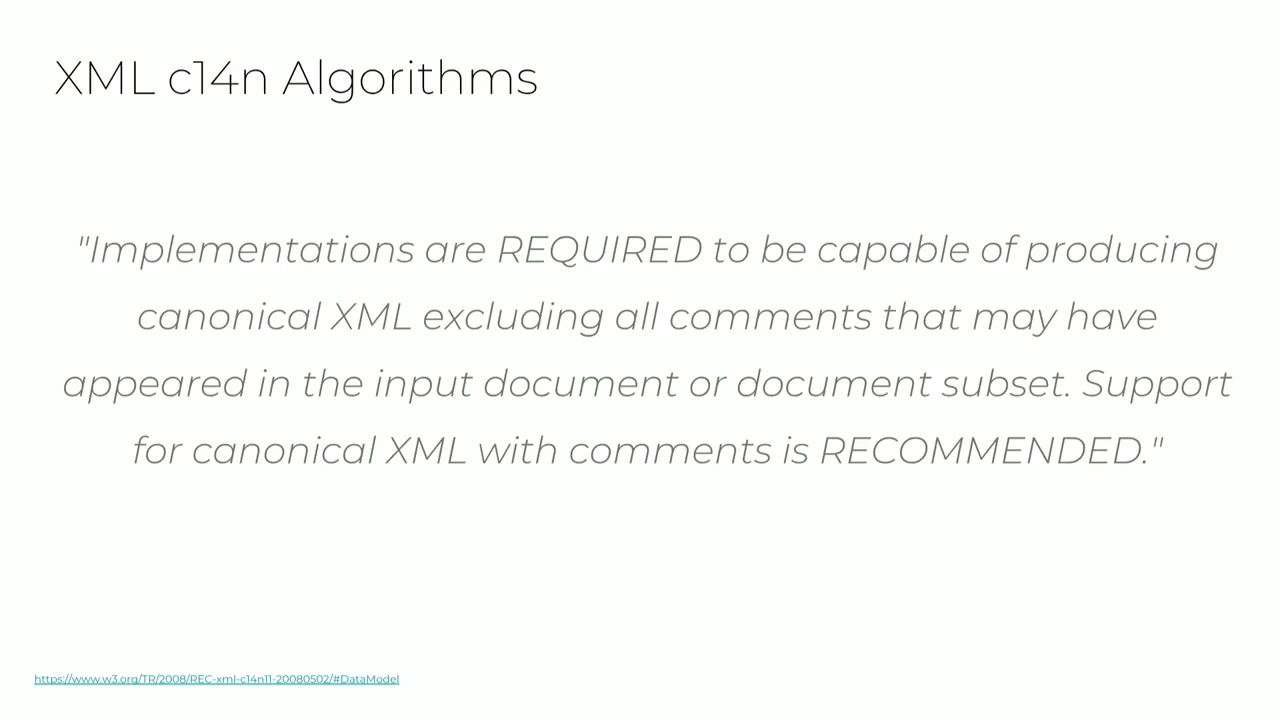 XML c14n Algorithms
"Implementations are REQUIRED to be capable of producing
canonical XML excluding all comments that may have
appeared in the input document or document subset. Support
for canonical XML with comments is RECOMMENDED."
https://www.w3.org/TR/2008/REC-xml-c14n11-20080502/#DataModel